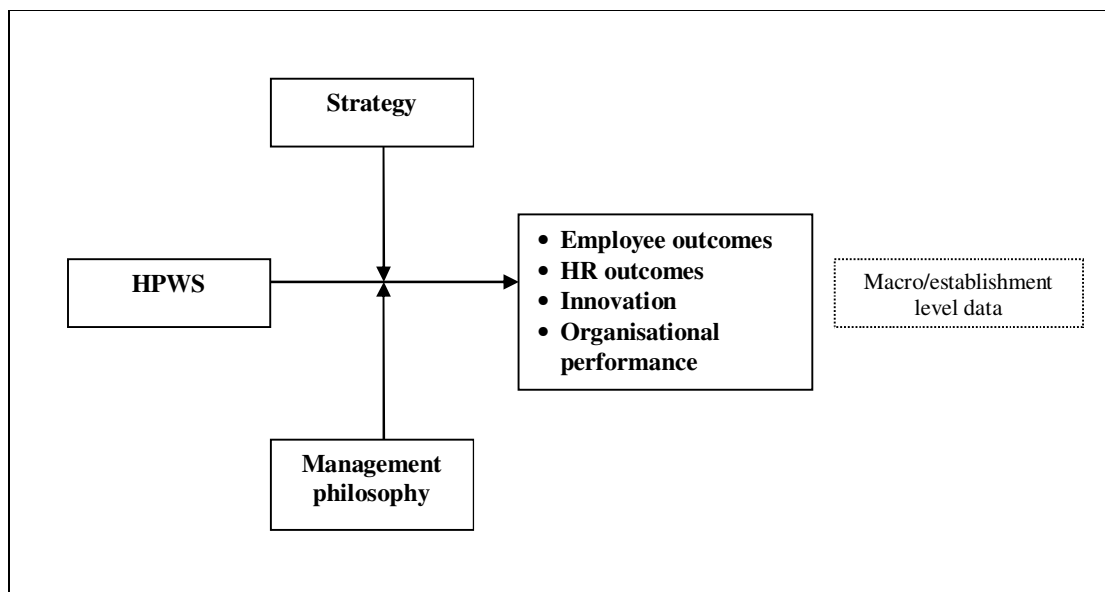 Strategy
HPWS
• Employee outcomes
• HR outcomes
• Innovation
• Organisational
performance
Macro/establishment
level data
Management
philosophy